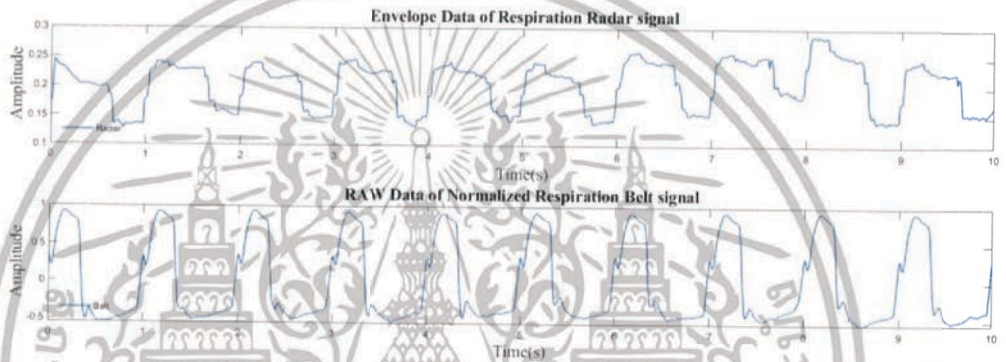 Envelope Data of Respiration Radar signal
0.3
0.25
0.2
0.15
0.1
Amplitude
Radar
0 1 2 3 4 5 6 7 8 9 10
Time(s)
RAW Data of Normalized Respiration Belt signal
1
0.5
0
-0.5
Amplitude
Belt
0 1 2 3 4 5 6 7 8 9 10
Time(s)